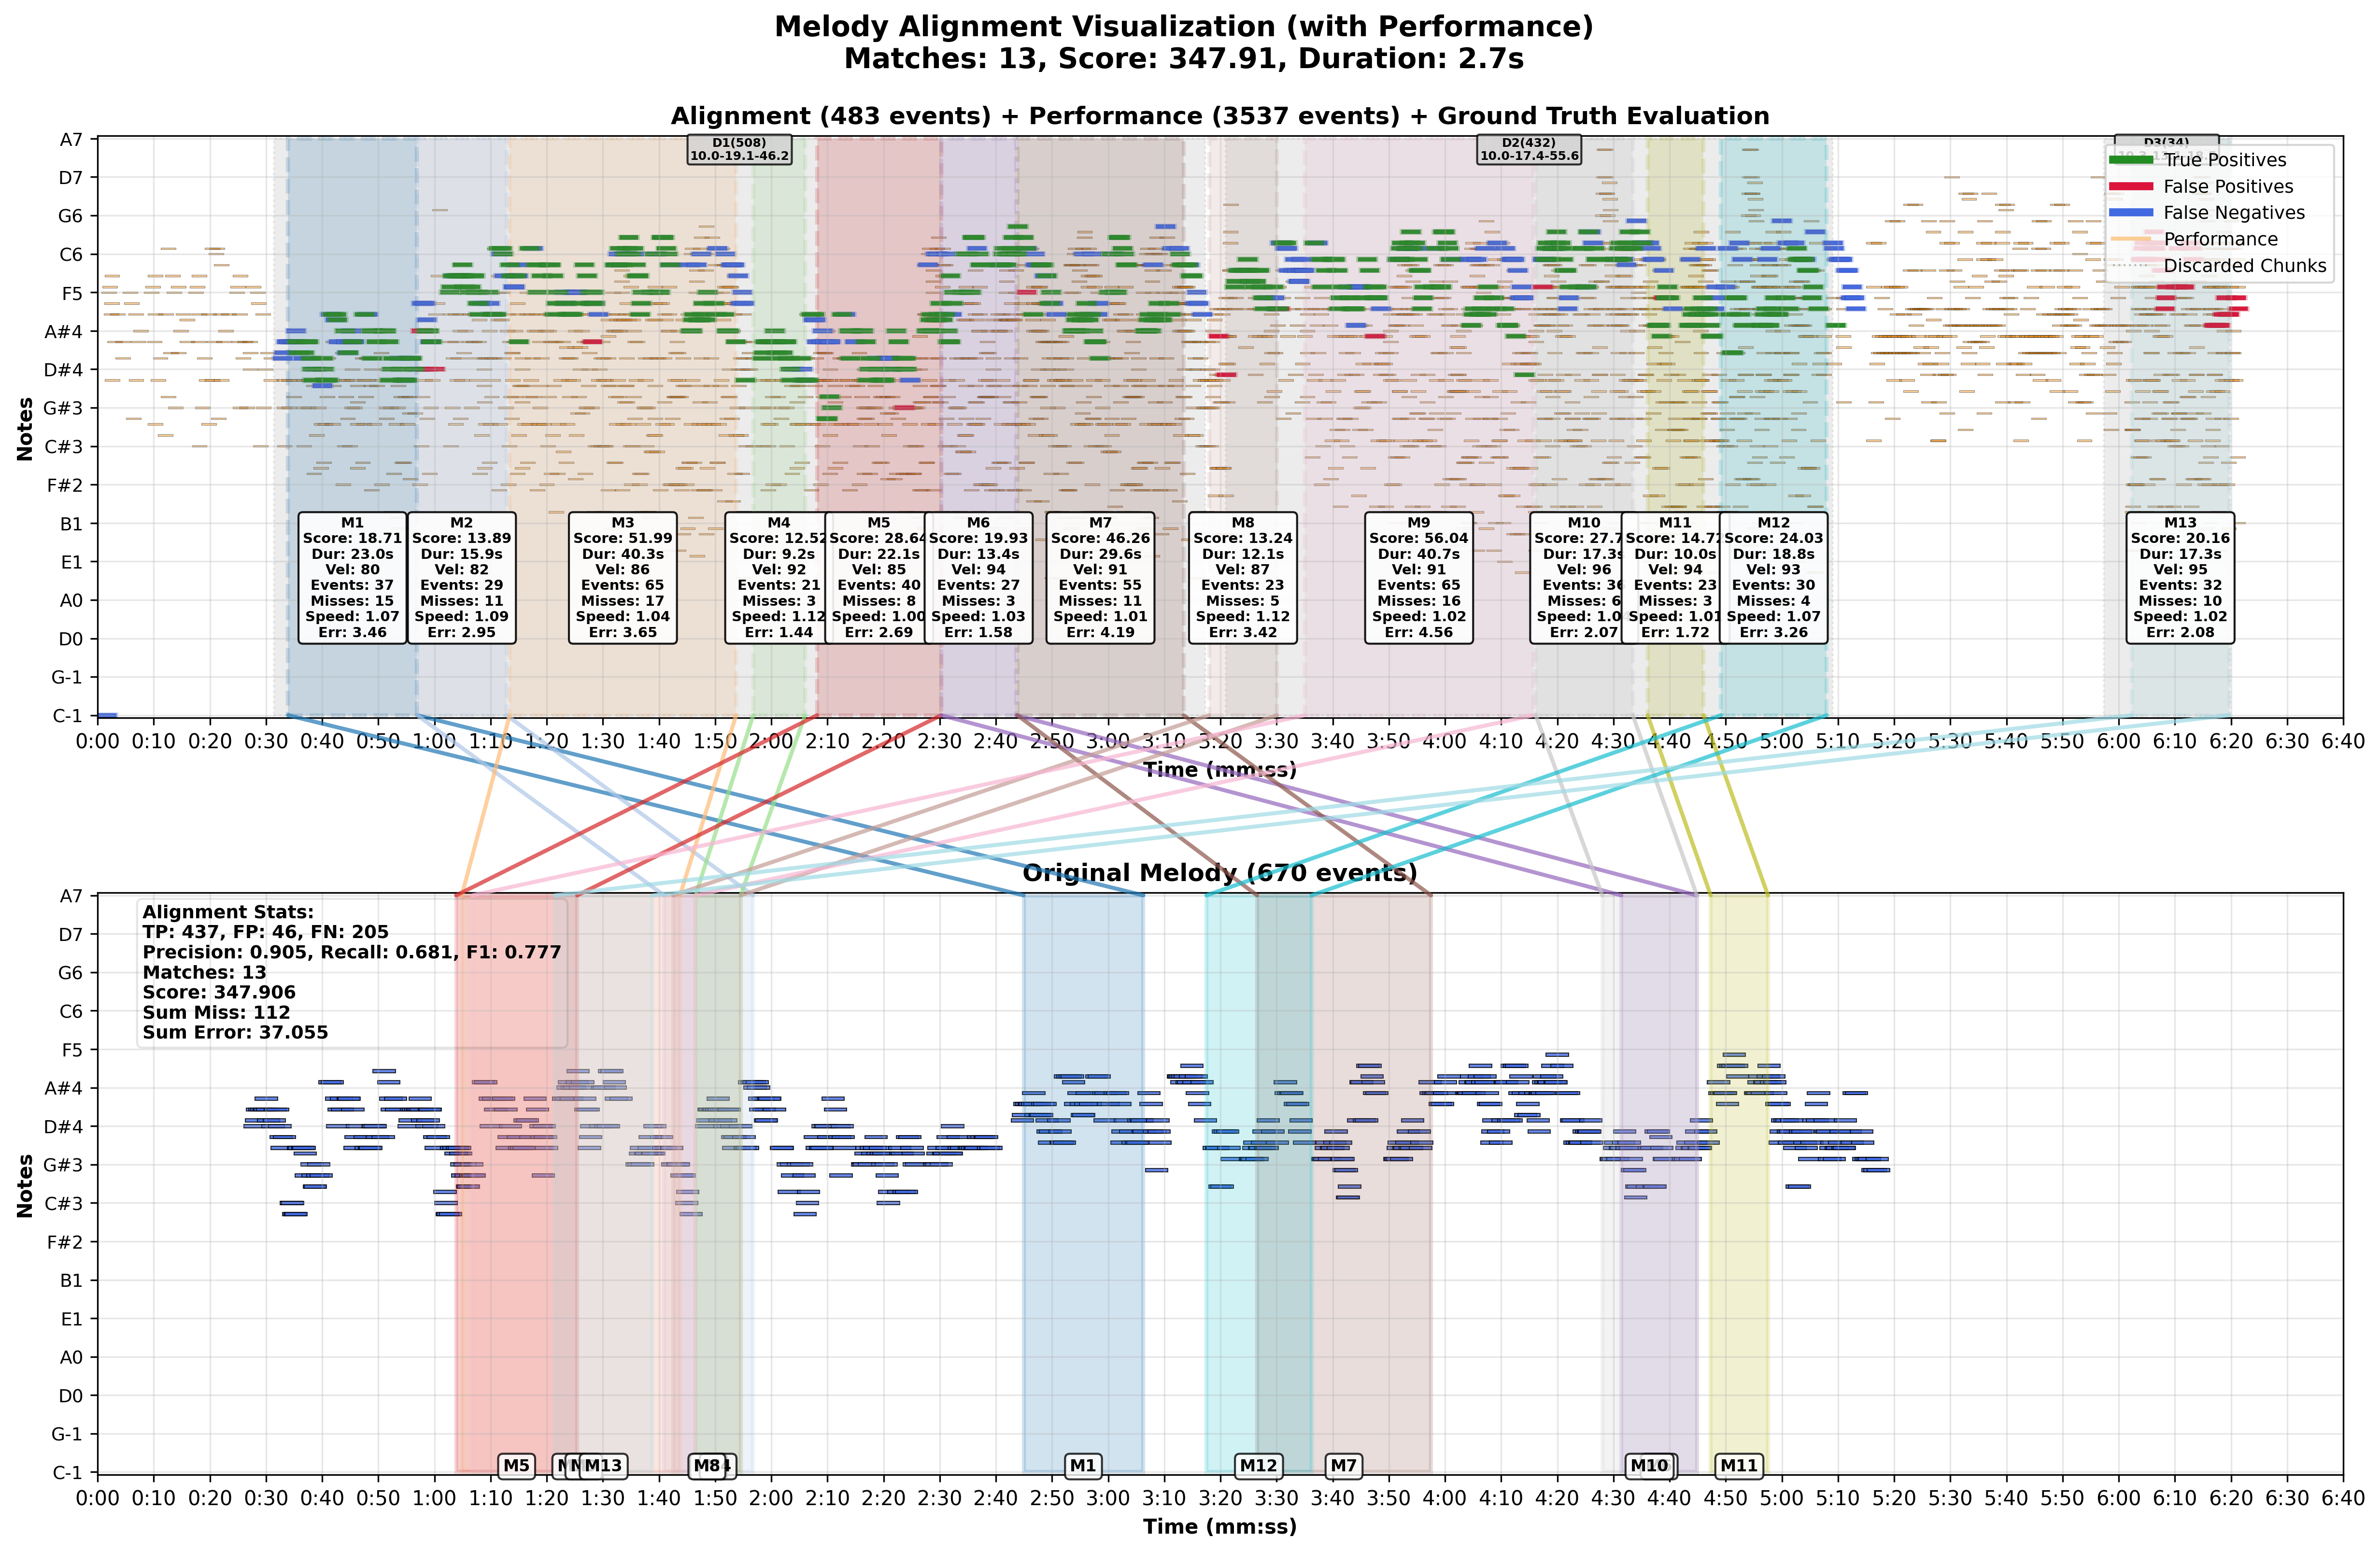 Melody Alignment Visualization (with Performance)
Matches: 13, Score: 347.91, Duration: 2.7s
Alignment (483 events) + Performance (3537 events) + Ground Truth Evaluation
A7
D7
G6
C6
F5
A#4
D#4
G#3
C#3
F#2
B1
E1
A0
D0
G-1
C-1
Notes
D1(508)
10.0-19.1-46.2
D2(432)
10.0-17.4-55.6
D3(34)
True Positives
False Positives
False Negatives
Performance
Discarded Chunks
M1
Score: 18.71
Dur: 23.0s
Vel: 80
Events: 37
Misses: 15
Speed: 1.07
Err: 3.46
M2
Score: 13.89
Dur: 15.9s
Vel: 82
Events: 29
Misses: 11
Speed: 1.09
Err: 2.95
M3
Score: 51.99
Dur: 40.3s
Vel: 86
Events: 65
Misses: 17
Speed: 1.04
Err: 3.65
M4
Score: 12.52
Dur: 9.2s
Vel: 92
Events: 21
Misses: 3
Speed: 1.12
Err: 1.44
M5
Score: 28.64
Dur: 22.1s
Vel: 85
Events: 40
Misses: 8
Speed: 1.00
Err: 2.69
M6
Score: 19.93
Dur: 13.4s
Vel: 94
Events: 27
Misses: 3
Speed: 1.03
Err: 1.58
M7
Score: 46.26
Dur: 29.6s
Vel: 91
Events: 55
Misses: 11
Speed: 1.01
Err: 4.19
M8
Score: 13.24
Dur: 12.1s
Vel: 87
Events: 23
Misses: 5
Speed: 1.12
Err: 3.42
M9
Score: 56.04
Dur: 40.7s
Vel: 91
Events: 65
Misses: 16
Speed: 1.02
Err: 4.56
M10
Score: 27.7
Dur: 17.3s
Vel: 96
Events: 36
Misses: 6
Speed: 1.0
Err: 2.07
M11
Score: 14.72
Dur: 10.0s
Vel: 94
Events: 23
Misses: 3
Speed: 1.01
Err: 1.72
M12
Score: 24.03
Dur: 18.8s
Vel: 93
Events: 30
Misses: 4
Speed: 1.07
Err: 3.26
M13
Score: 20.16
Dur: 17.3s
Vel: 95
Events: 32
Misses: 10
Speed: 1.02
Err: 2.08
0:00 0:10 0:20 0:30 0:40 0:50 1:00 1:10 1:20 1:30 1:40 1:50 2:00 2:10 2:20 2:30 2:40 2:50 3:00 3:10 3:20 3:30 3:40 3:50 4:00 4:10 4:20 4:30 4:40 4:50 5:00 5:10 5:20 5:30 5:40 5:50 6:00 6:10 6:20 6:30 6:40
Time (mm:ss)
Original Melody (670 events)
A7
D7
G6
C6
F5
A#4
D#4
G#3
C#3
F#2
B1
E1
A0
D0
G-1
C-1
Notes
Alignment Stats:
TP: 437, FP: 46, FN: 205
Precision: 0.905, Recall: 0.681, F1: 0.777
Matches: 13
Score: 347.906
Sum Miss: 112
Sum Error: 37.055
M5
M13
M8
M1
M12
M7
M10
M11
0:00 0:10 0:20 0:30 0:40 0:50 1:00 1:10 1:20 1:30 1:40 1:50 2:00 2:10 2:20 2:30 2:40 2:50 3:00 3:10 3:20 3:30 3:40 3:50 4:00 4:10 4:20 4:30 4:40 4:50 5:00 5:10 5:20 5:30 5:40 5:50 6:00 6:10 6:20 6:30 6:40
Time (mm:ss)